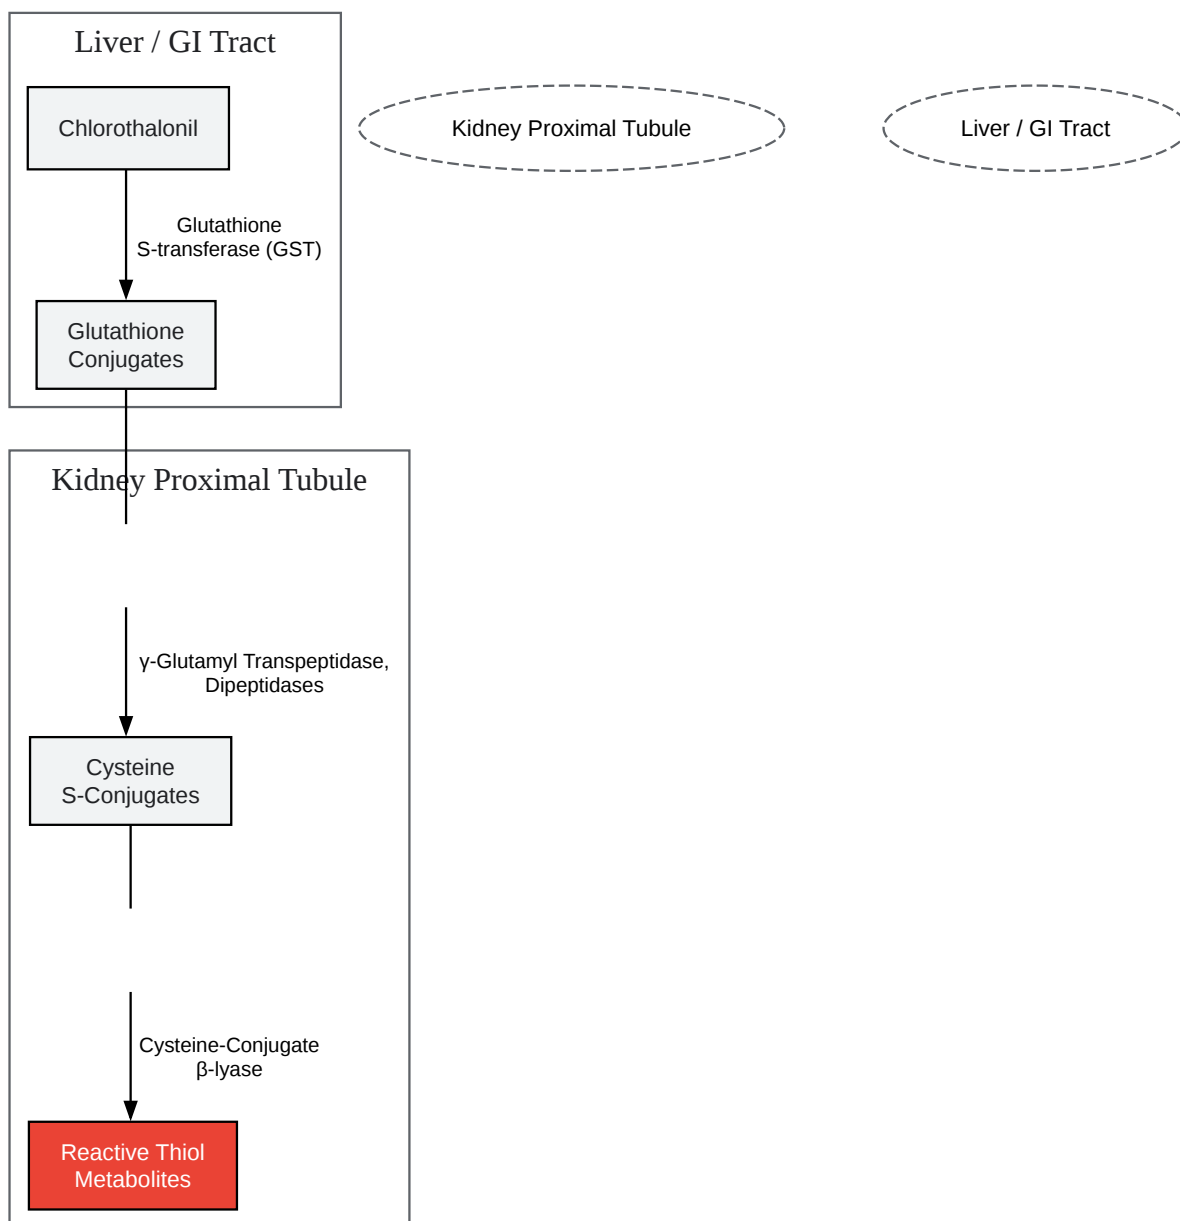 Liver / GI Tract
Chlorothalonil
Kidney Proximal Tubule
Liver / GI Tract
Glutathione
S-transferase (GST)
Glutathione
Conjugates
Kidney Proximal Tubule
γ-Glutamyl Transpeptidase,
Dipeptidases
Cysteine
S-Conjugates
Cysteine-Conjugate
β-lyase
Reactive Thiol
Metabolites